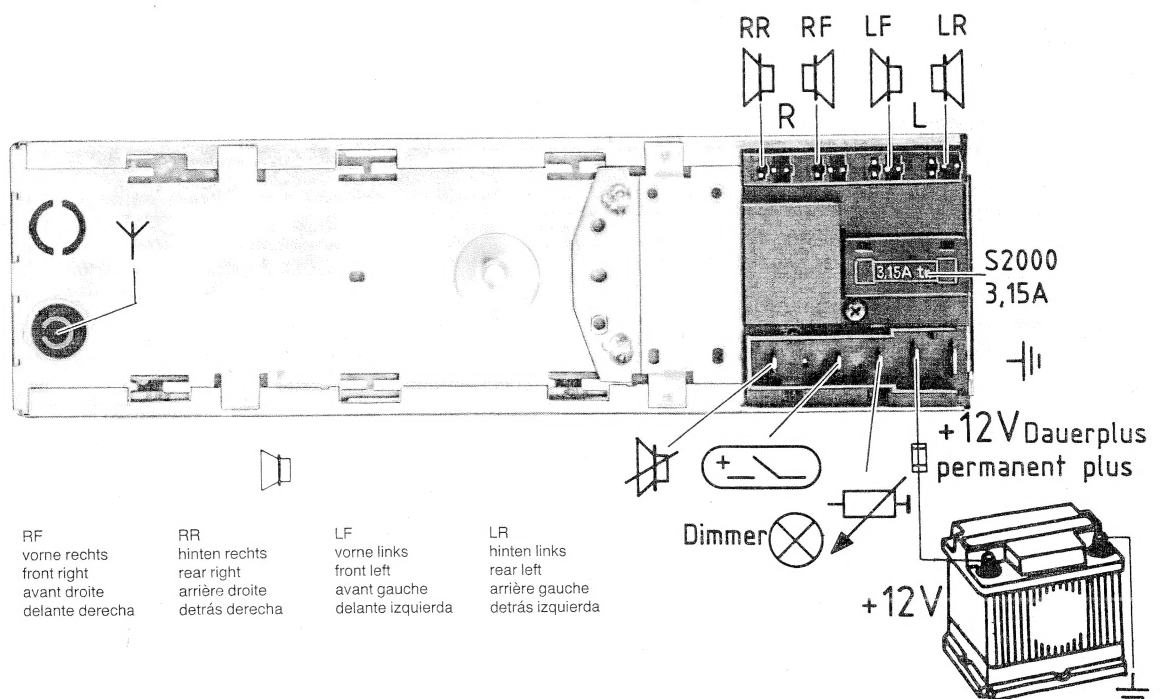 RR RF LF LR
R L
3,15A tr
S2000
3,15A
+12V Dauerplus
permanent plus
Dimmer
+12V
RF
vorne rechts
front right
avant droite
delante derecha
RR
hinten rechts
rear right
arrière droite
detrás derecha
LF
vorne links
front left
avant gauche
delante izquierda
LR
hinten links
rear left
arrière gauche
detrás izquierda